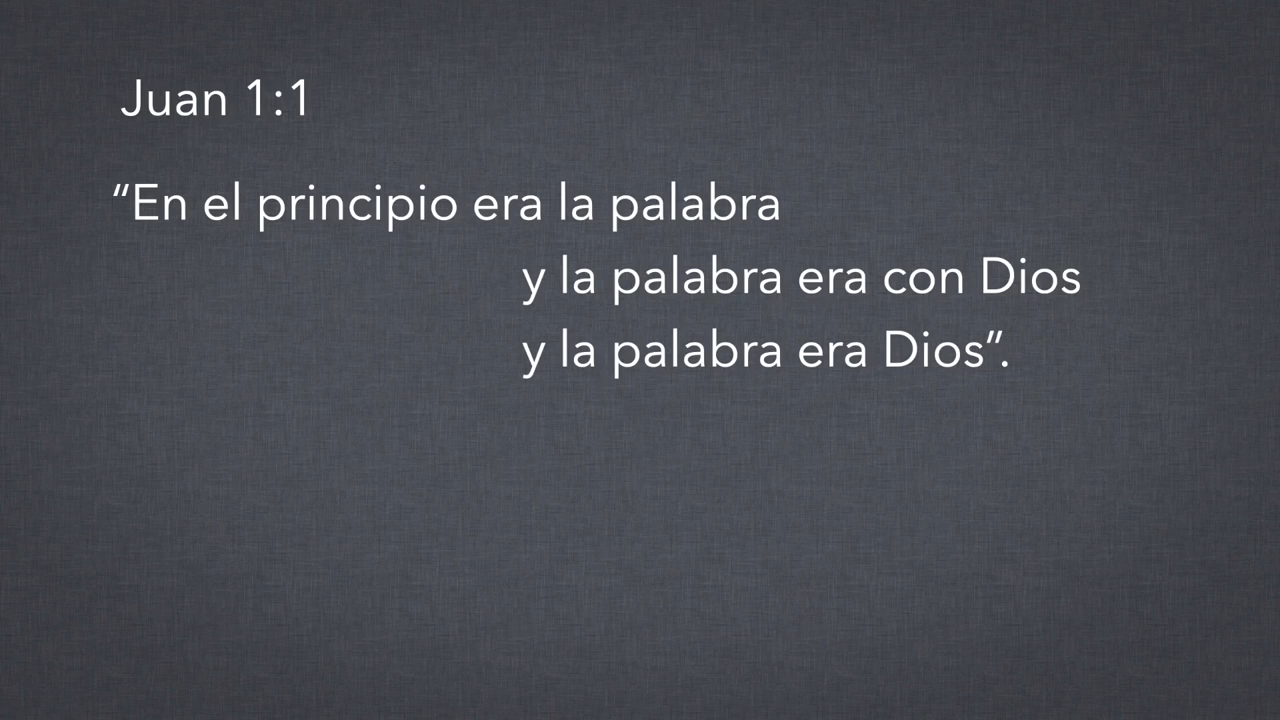 Juan 1:1
“En el principio era la palabra
y la palabra era con Dios
y la palabra era Dios”.